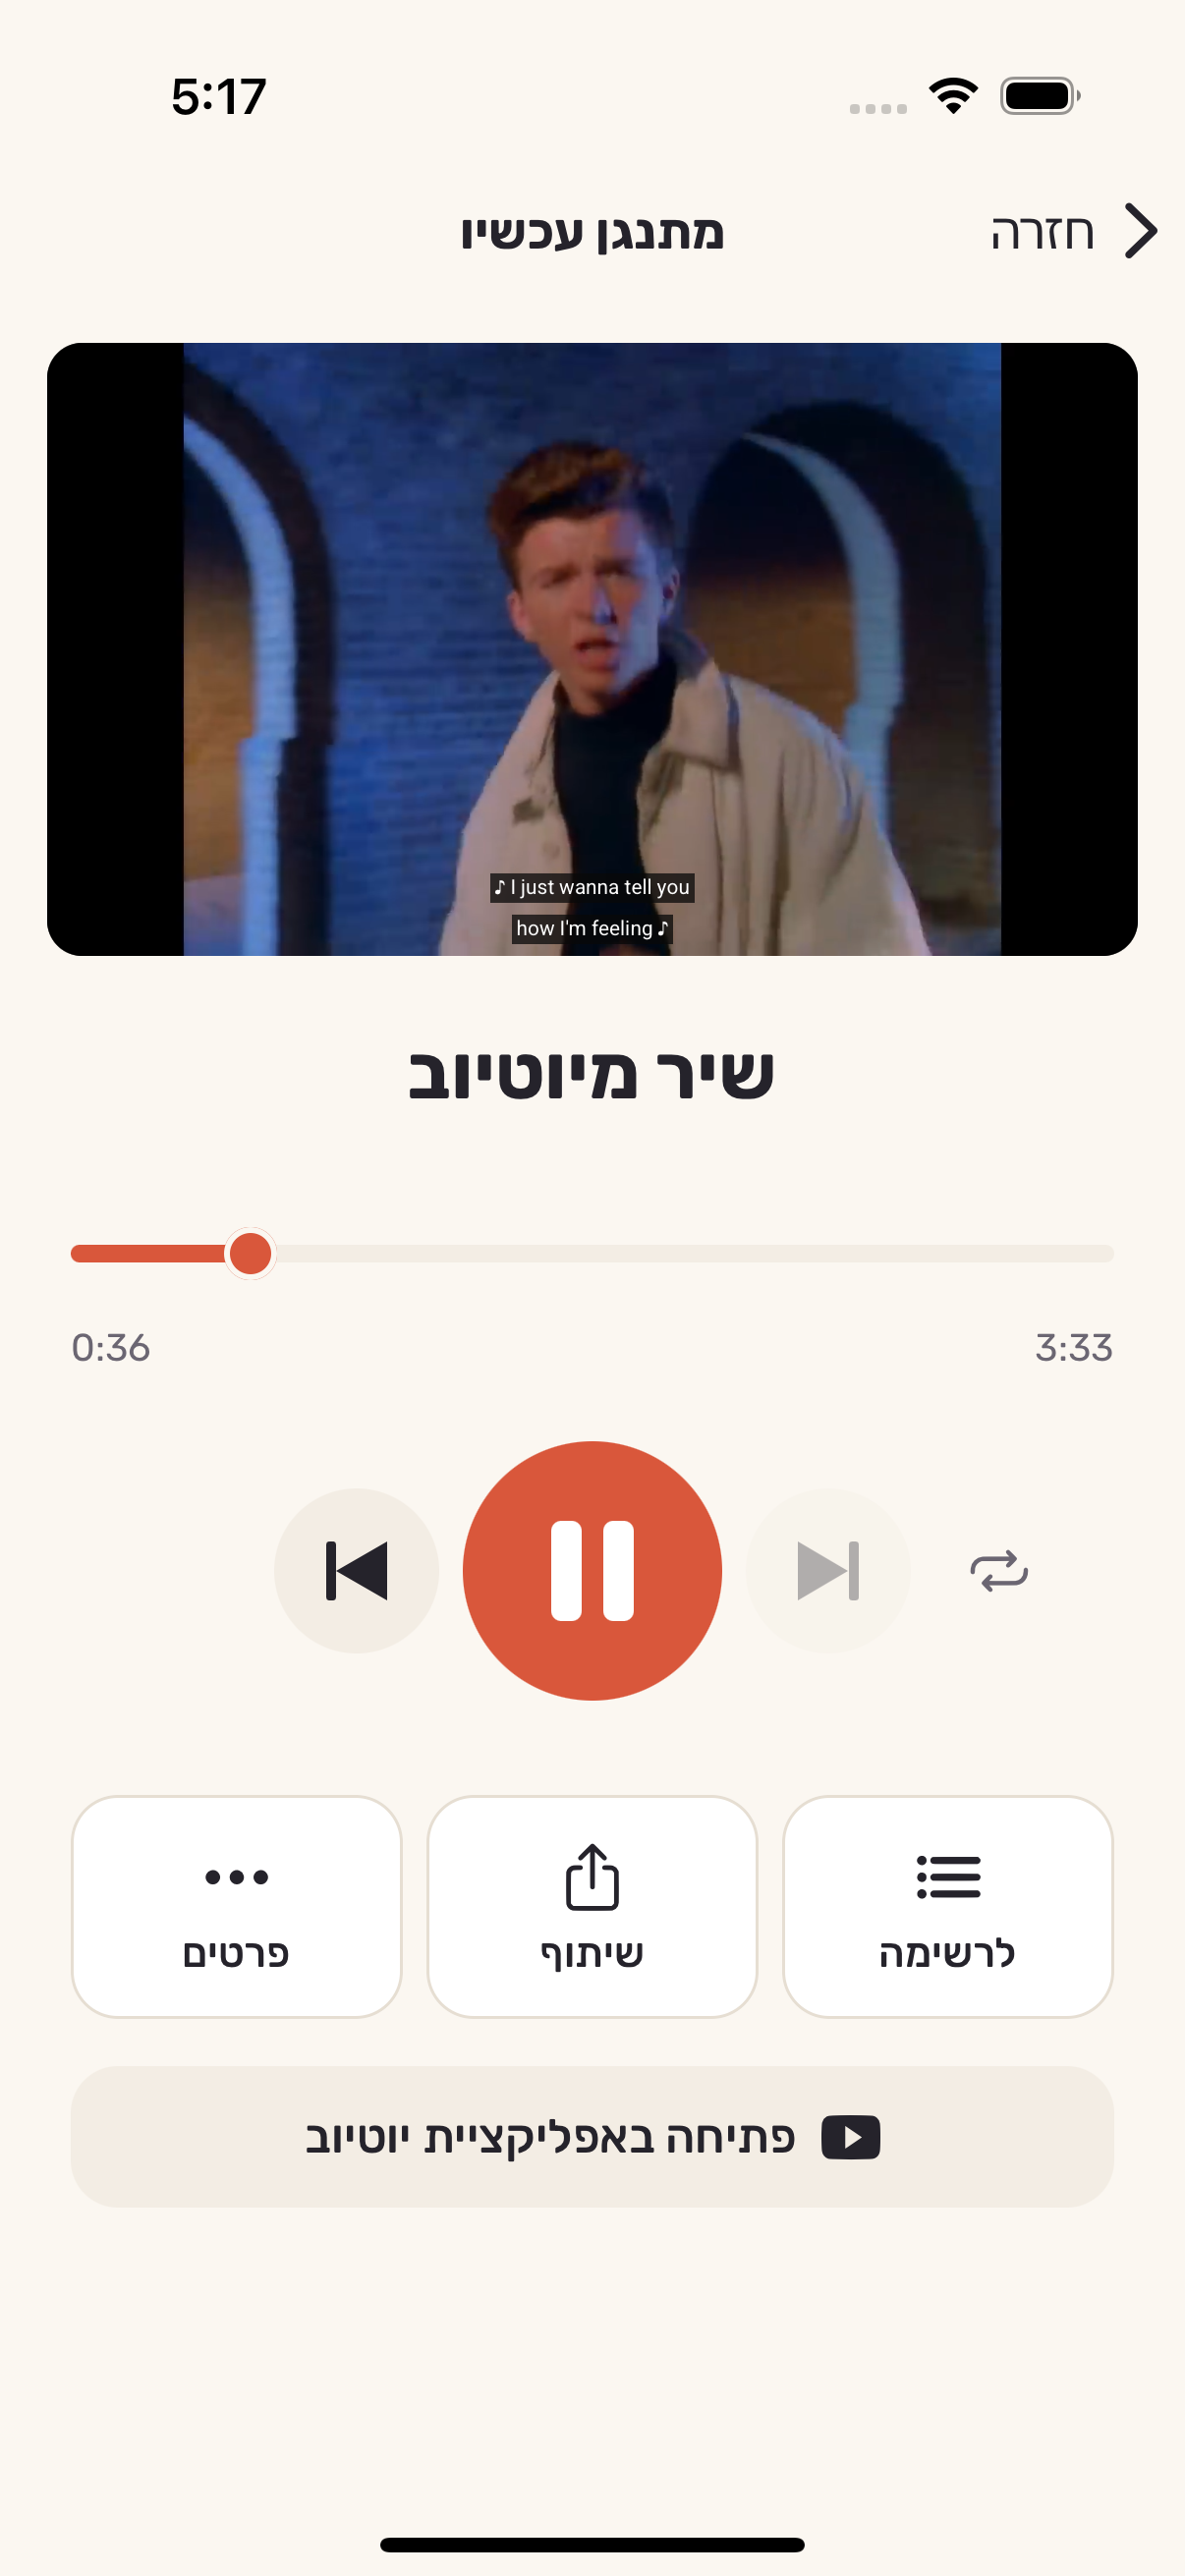 5:17
חזרה
מתנגן עכשיו
♪ I just wanna tell you
how I'm feeling ♪
שיר מיוטיוב
0:36
3:33
לרשימה
שיתוף
פרטים
פתיחה באפליקציית יוטיוב